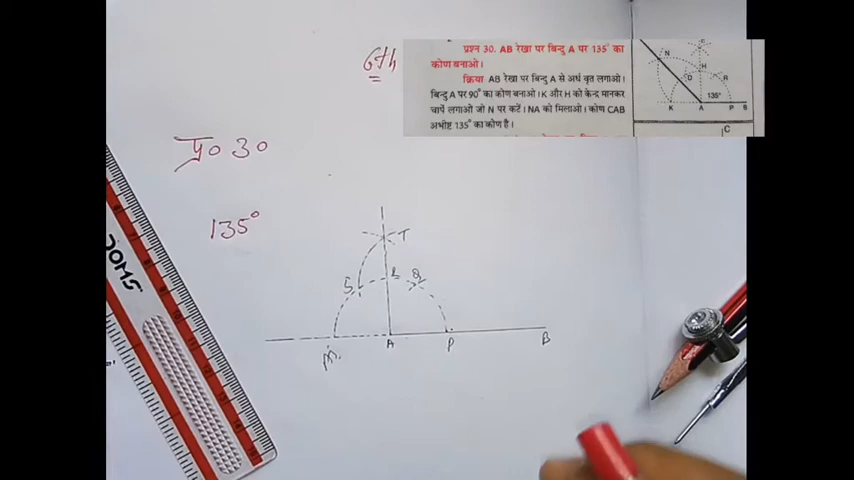 6th
प्रश्न 30. AB रेखा पर बिन्दु A पर 135° का
कोण बनाओ।
क्रिया AB रेखा पर बिन्दु A से अर्ध वृत लगाओ।
बिन्दु A पर 90° का कोण बनाओ। K और H को केन्द्र मानकर
चापें लगाओ जो N पर कटें। NA को मिलाओ। कोण CAB
अभीष्ट 135° का कोण है।
N
H
O
R
135°
K A P B
C
प्र० 30
135°
T
S
L
Q
M
A
P
B
DOMS